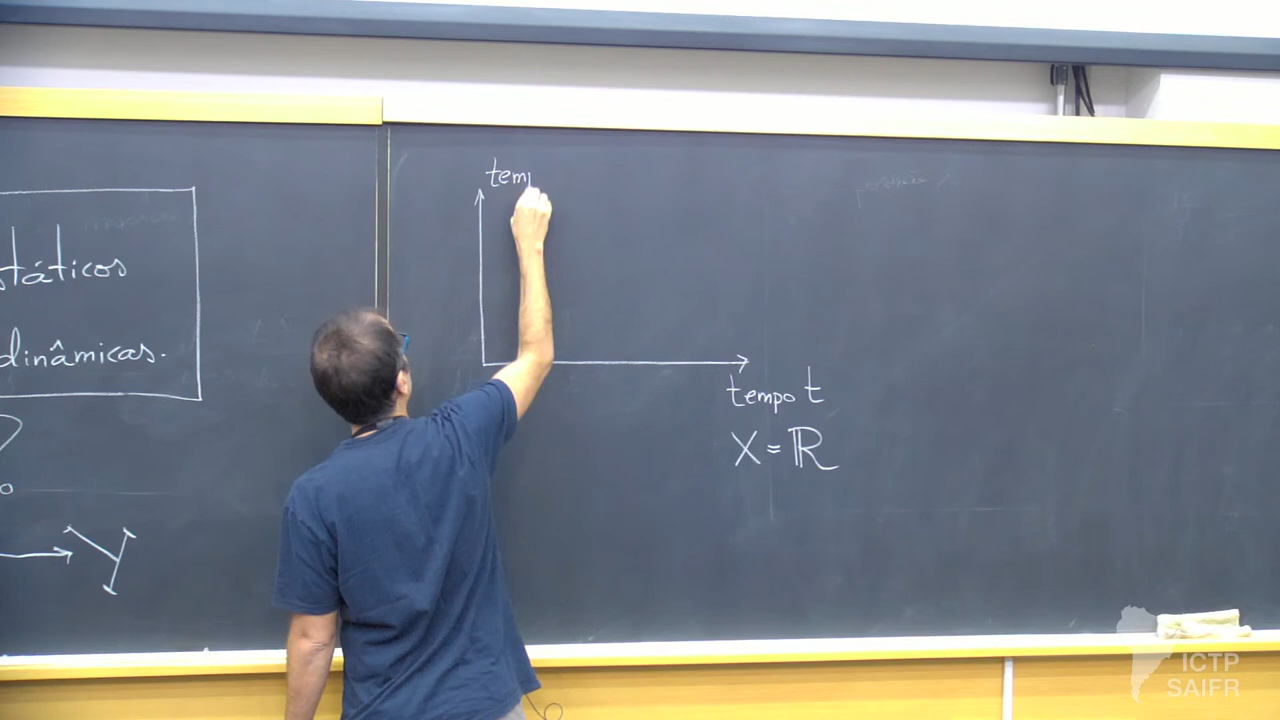 státicos
dinâmicas.
o
Y
tem
tempo t
X = ℝ
ICTP
SAIFR